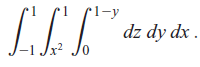 ∫_{-1}^{1} ∫_{x^2}^{1} ∫_{0}^{1-y} dz dy dx .